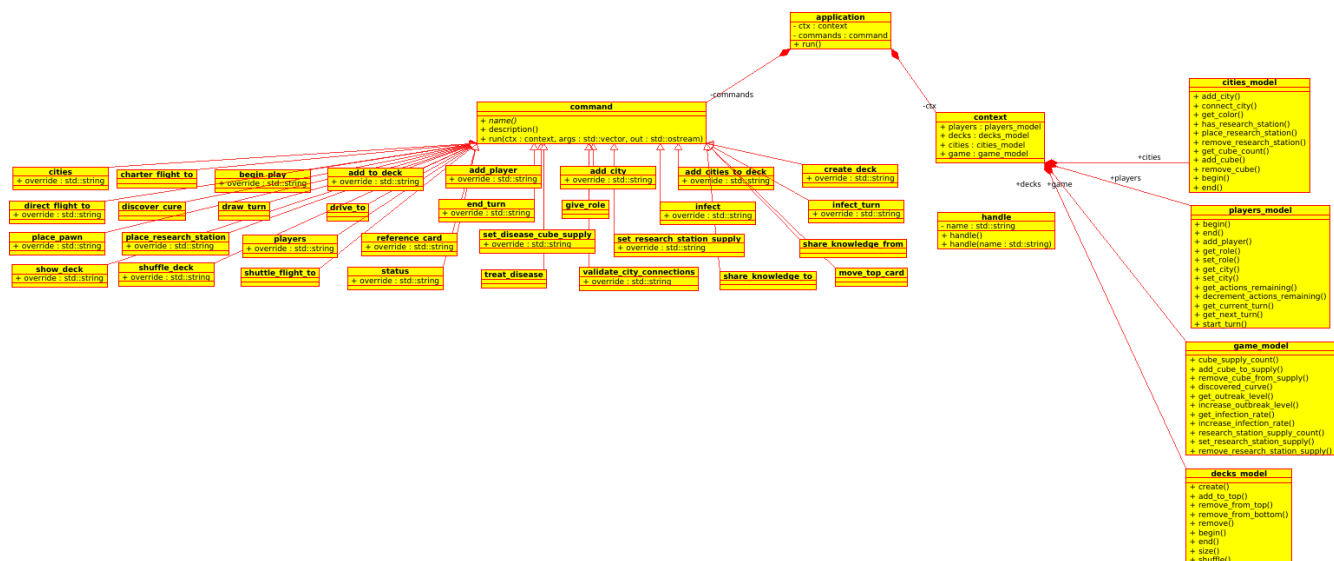 application
- ctx : context
- commands : command
+ run()
-commands
-ctx
command
+ name()
+ description()
+ run(ctx : context, args : std::vector, out : std::ostream)
context
+ players : players_model
+ decks : decks_model
+ cities : cities_model
+ game : game_model
+cities
+players
+decks
+game
cities_model
+ add_city()
+ connect_city()
+ get_color()
+ has_research_station()
+ place_research_station()
+ remove_research_station()
+ get_cube_count()
+ add_cube()
+ remove_cube()
+ begin()
+ end()
cities
+ override : std::string
charter_flight_to
begin_play
+ override : std::string
add_to_deck
+ override : std::string
add_player
+ override : std::string
add_city
+ override : std::string
add_cities_to_deck
+ override : std::string
create_deck
+ override : std::string
direct_flight_to
+ override : std::string
discover_cure
draw_turn
drive_to
end_turn
+ override : std::string
give_role
infect
+ override : std::string
infect_turn
+ override : std::string
handle
- name : std::string
+ handle()
+ handle(name : std::string)
players_model
+ begin()
+ end()
+ add_player()
+ get_role()
+ set_role()
+ get_city()
+ set_city()
+ get_actions_remaining()
+ decrement_actions_remaining()
+ get_current_turn()
+ get_next_turn()
+ start_turn()
place_pawn
+ override : std::string
place_research_station
+ override : std::string
players
+ override : std::string
reference_card
+ override : std::string
set_disease_cube_supply
+ override : std::string
set_research_station_supply
+ override : std::string
share_knowledge_from
show_deck
+ override : std::string
shuffle_deck
+ override : std::string
shuttle_flight_to
status
+ override : std::string
treat_disease
validate_city_connections
+ override : std::string
share_knowledge_to
move_top_card
game_model
+ cube_supply_count()
+ add_cube_to_supply()
+ remove_cube_from_supply()
+ discovered_curve()
+ get_outreak_level()
+ increase_outbreak_level()
+ get_infection_rate()
+ increase_infection_rate()
+ research_station_supply_count()
+ set_research_station_supply()
+ remove_research_station_supply()
decks_model
+ create()
+ add_to_top()
+ remove_from_top()
+ remove_from_bottom()
+ remove()
+ begin()
+ end()
+ size()
+ shuffle()